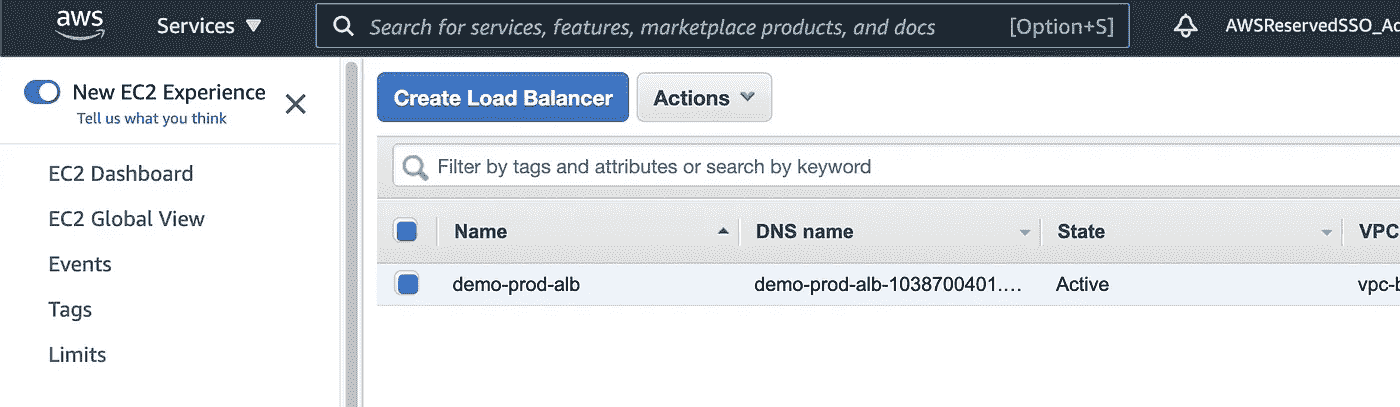 aws Services Search for services, features, marketplace products, and docs [Option+S] AWSReservedSSO_Ad
New EC2 Experience
Tell us what you think
Create Load Balancer Actions
Filter by tags and attributes or search by keyword
EC2 Dashboard
EC2 Global View
Events
Tags
Limits
Name DNS name State VPC
demo-prod-alb demo-prod-alb-1038700401.... Active vpc-b